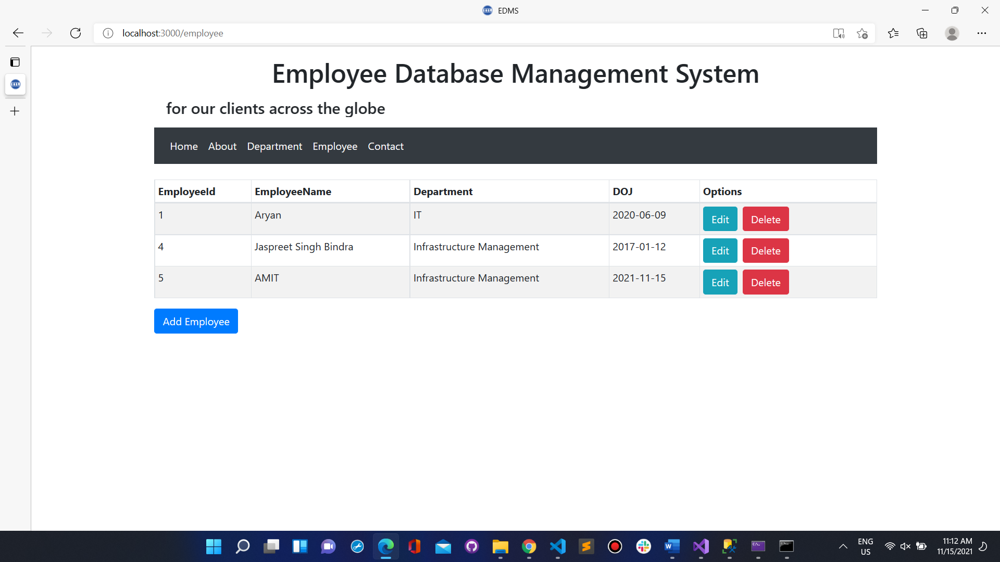 EDMS
localhost:3000/employee
Employee Database Management System
for our clients across the globe
Home About Department Employee Contact
EmployeeId EmployeeName Department DOJ Options
1 Aryan IT 2020-06-09 Edit Delete
4 Jaspreet Singh Bindra Infrastructure Management 2017-01-12 Edit Delete
5 AMIT Infrastructure Management 2021-11-15 Edit Delete
Add Employee
ENG
US
11:12 AM
11/15/2021